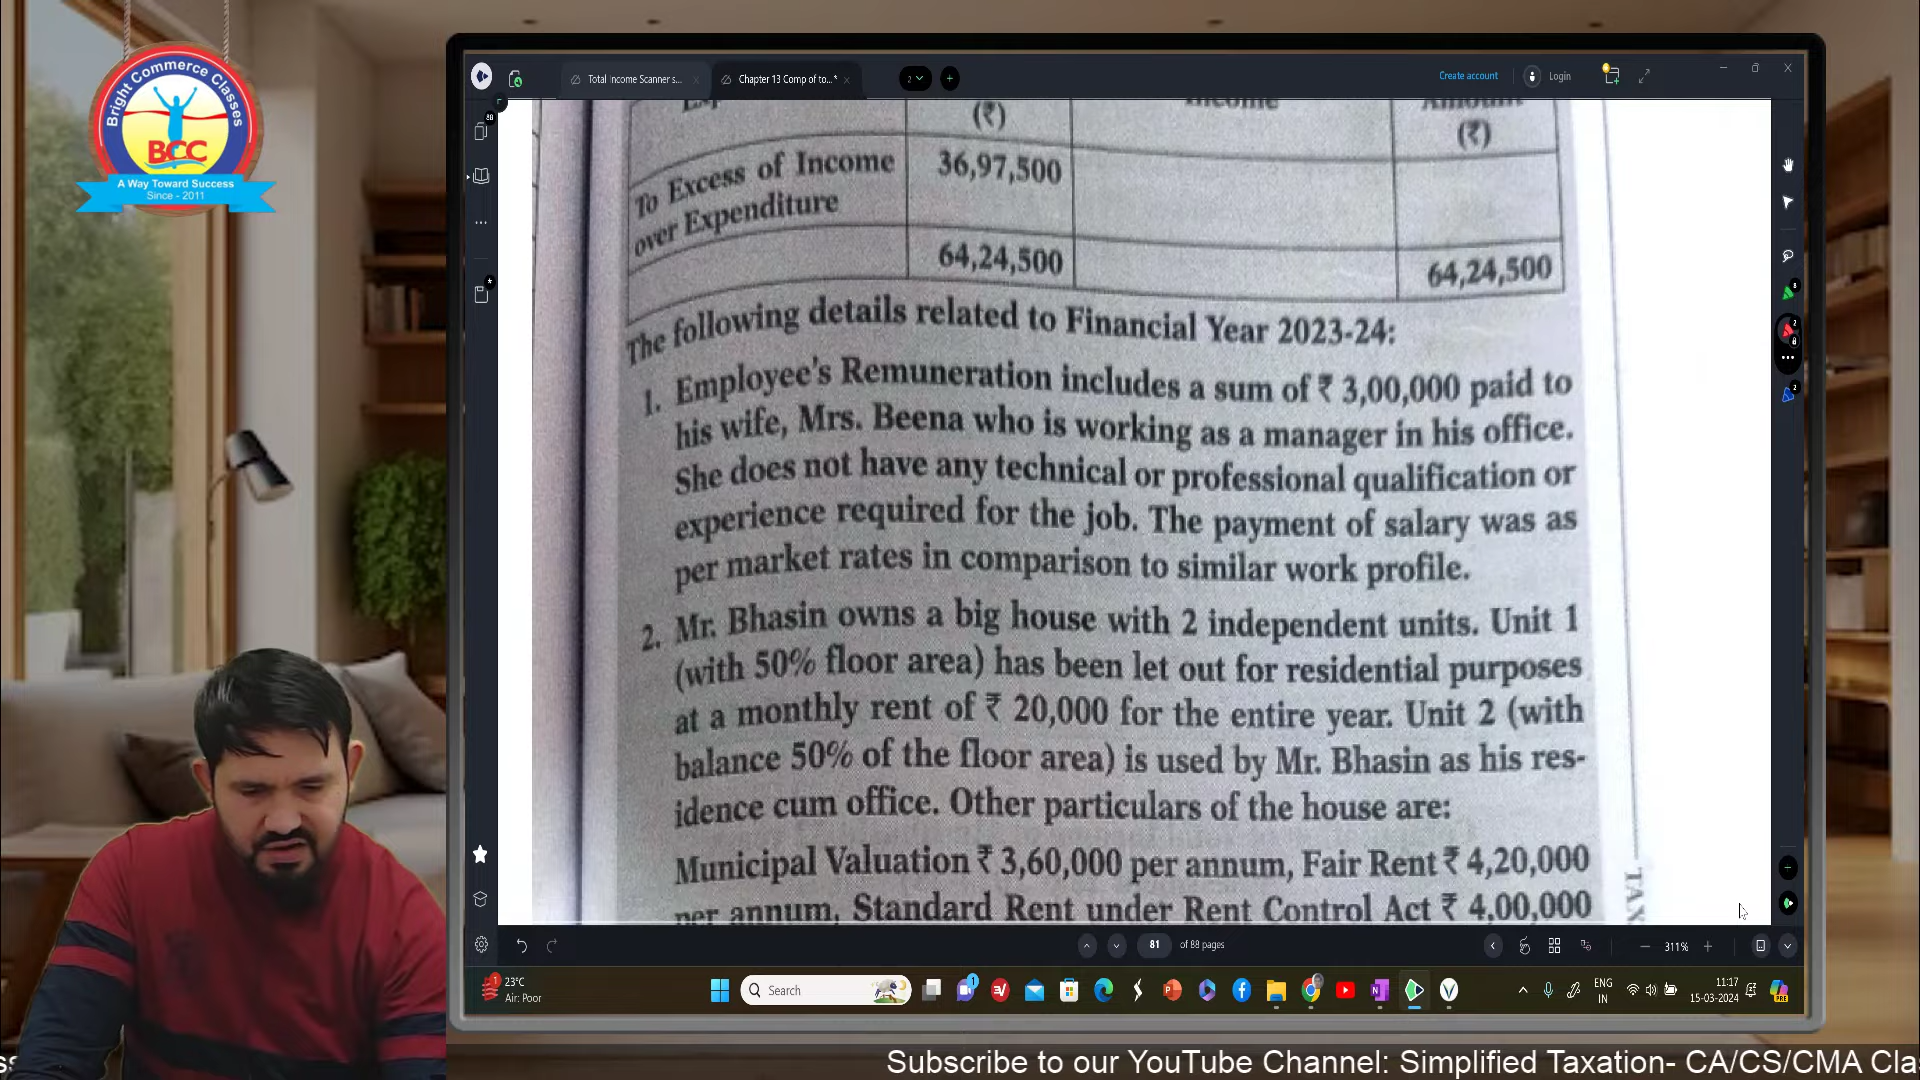 Bright Commerce Classes
BCC
A Way Toward Success
Since - 2011
Total Income Scanner s...
Chapter 13 Comp of to... *
2
Create account
Login
88
Income
Amount
(₹)
(₹)
To Excess of Income
over Expenditure
36,97,500
64,24,500
64,24,500
The following details related to Financial Year 2023-24:
1. Employee's Remuneration includes a sum of ₹ 3,00,000 paid to
his wife, Mrs. Beena who is working as a manager in his office.
She does not have any technical or professional qualification or
experience required for the job. The payment of salary was as
per market rates in comparison to similar work profile.
2. Mr. Bhasin owns a big house with 2 independent units. Unit 1
(with 50% floor area) has been let out for residential purposes
at a monthly rent of ₹ 20,000 for the entire year. Unit 2 (with
balance 50% of the floor area) is used by Mr. Bhasin as his res-
idence cum office. Other particulars of the house are:
Municipal Valuation ₹ 3,60,000 per annum, Fair Rent ₹ 4,20,000
per annum, Standard Rent under Rent Control Act ₹ 4,00,000
TAX
81
of 88 pages
311%
1
23°C
Air: Poor
Search
1
ENG
IN
11:17
15-03-2024
Subscribe to our YouTube Channel: Simplified Taxation- CA/CS/CMA Cla